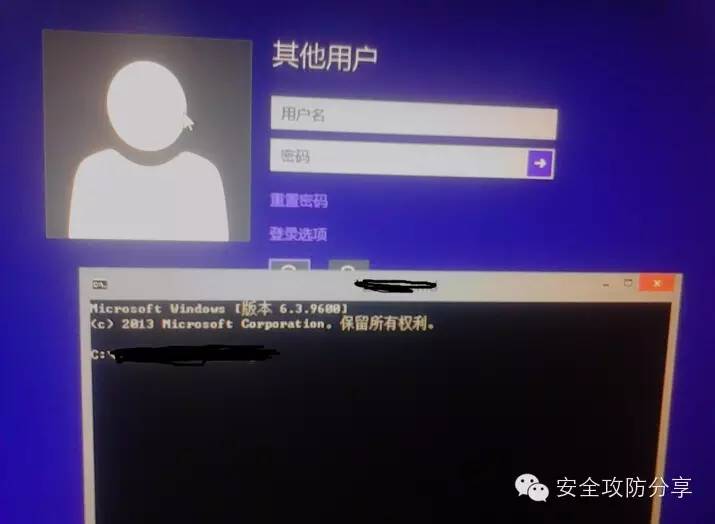 其他用户
用户名
密码
重置密码
登录选项
Microsoft Windows [版本 6.3.9600]
(c) 2013 Microsoft Corporation。保留所有权利。
C:\
安全攻防分享